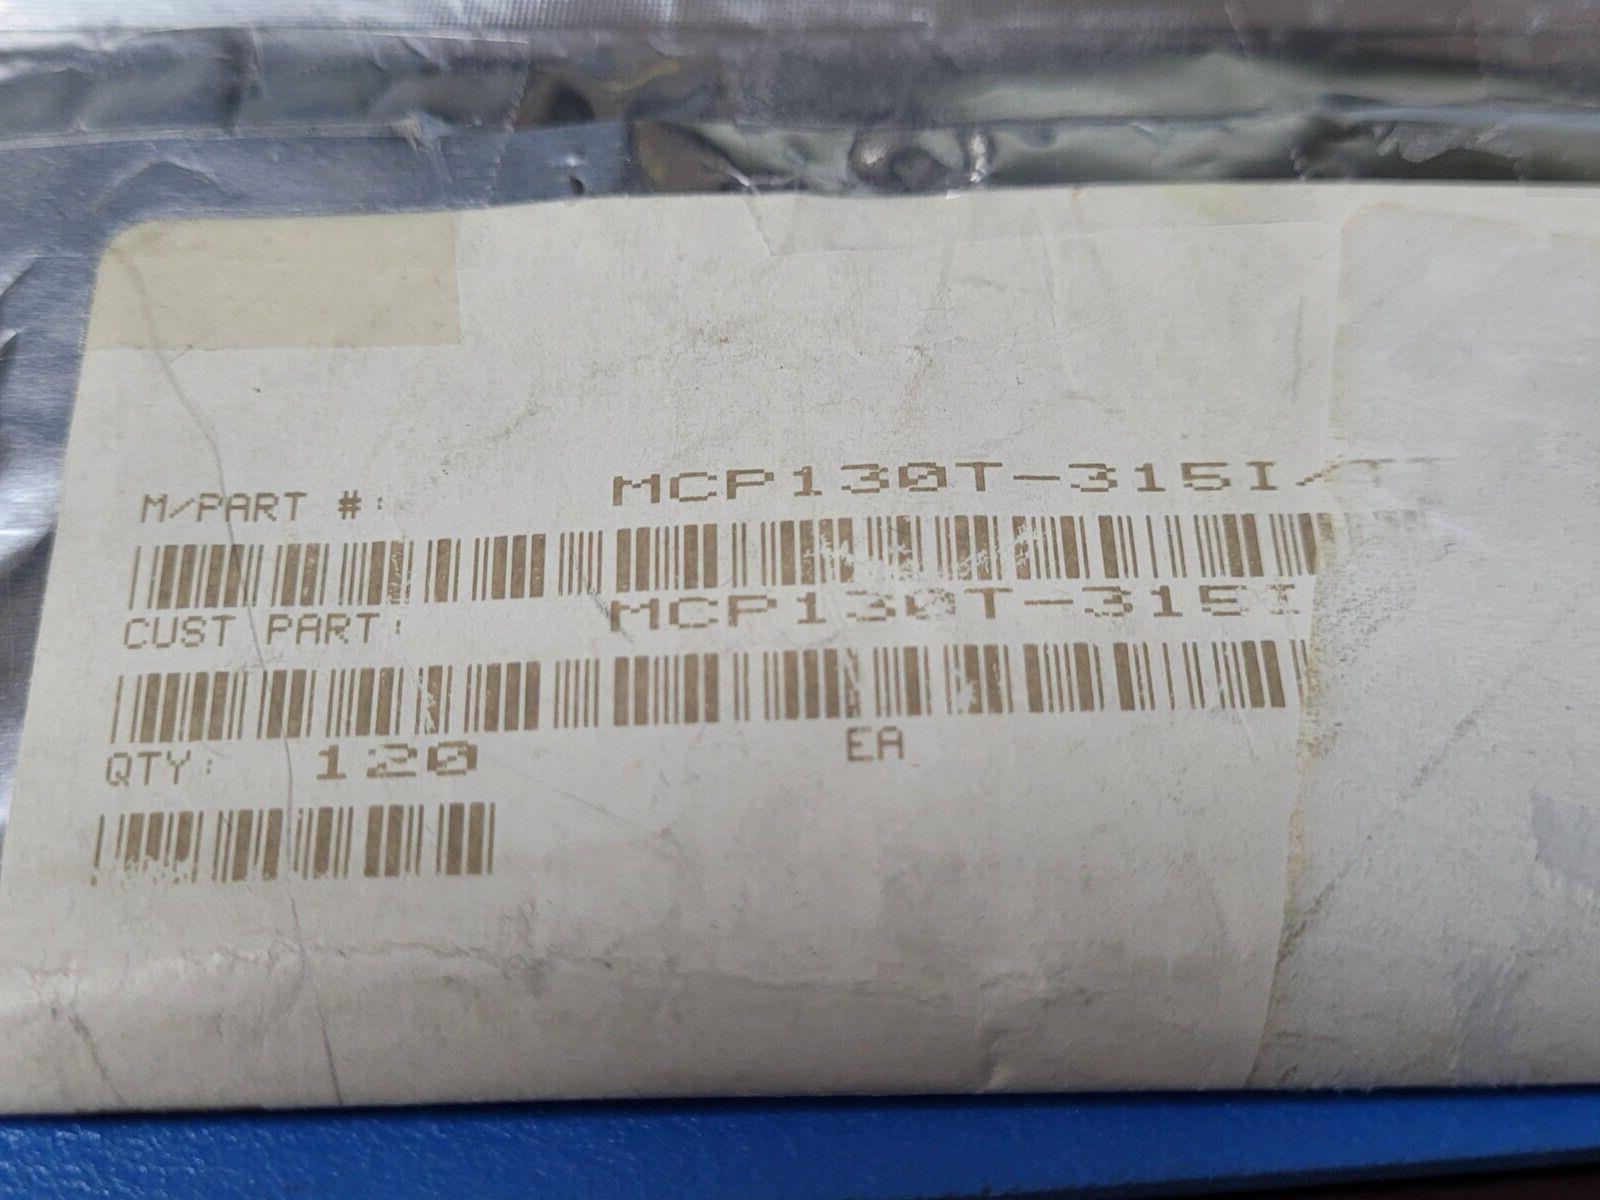 M/PART #: MCP130T-315I/
CUST PART: MCP130T-315I
QTY: 120 EA